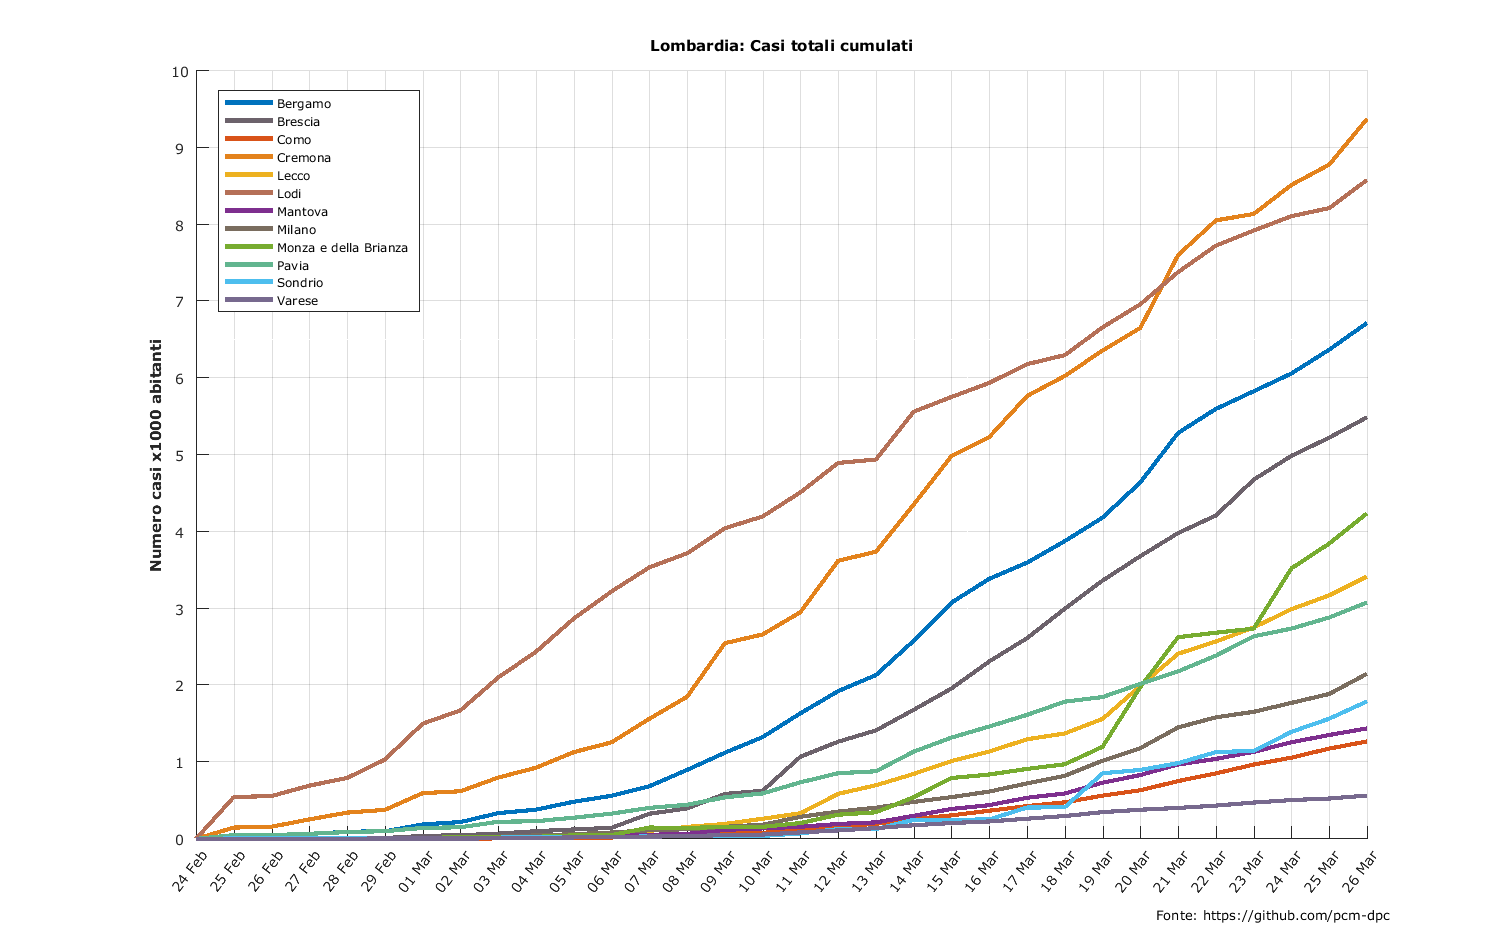 Lombardia: Casi totali cumulati
10
9
8
7
6
5
4
3
2
1
0
Numero casi x1000 abitanti
Bergamo
Brescia
Como
Cremona
Lecco
Lodi
Mantova
Milano
Monza e della Brianza
Pavia
Sondrio
Varese
24 Feb
25 Feb
26 Feb
27 Feb
28 Feb
29 Feb
01 Mar
02 Mar
03 Mar
04 Mar
05 Mar
06 Mar
07 Mar
08 Mar
09 Mar
10 Mar
11 Mar
12 Mar
13 Mar
14 Mar
15 Mar
16 Mar
17 Mar
18 Mar
19 Mar
20 Mar
21 Mar
22 Mar
23 Mar
24 Mar
25 Mar
26 Mar
Fonte: https://github.com/pcm-dpc